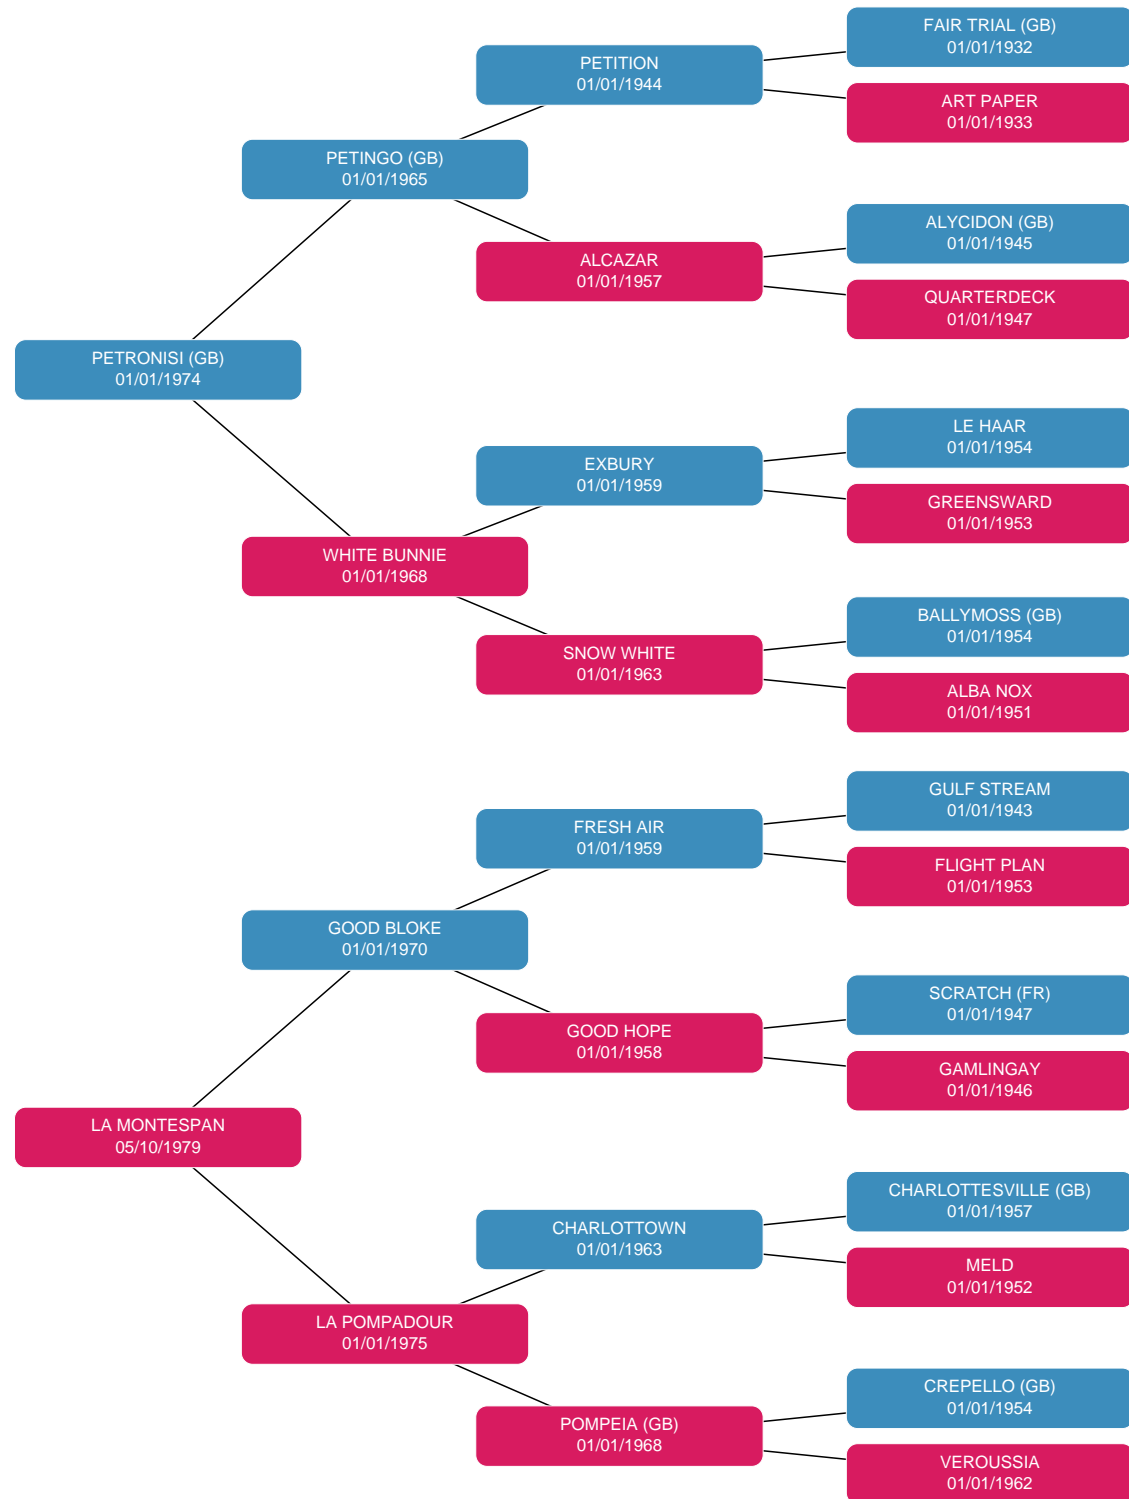 FAIR TRIAL (GB)
01/01/1932
PETITION
01/01/1944
ART PAPER
01/01/1933
PETINGO (GB)
01/01/1965
ALYCIDON (GB)
01/01/1945
ALCAZAR
01/01/1957
QUARTERDECK
01/01/1947
PETRONISI (GB)
01/01/1974
LE HAAR
01/01/1954
EXBURY
01/01/1959
GREENSWARD
01/01/1953
WHITE BUNNIE
01/01/1968
BALLYMOSS (GB)
01/01/1954
SNOW WHITE
01/01/1963
ALBA NOX
01/01/1951
GULF STREAM
01/01/1943
FRESH AIR
01/01/1959
FLIGHT PLAN
01/01/1953
GOOD BLOKE
01/01/1970
SCRATCH (FR)
01/01/1947
GOOD HOPE
01/01/1958
GAMLINGAY
01/01/1946
LA MONTESPAN
05/10/1979
CHARLOTTESVILLE (GB)
01/01/1957
CHARLOTTOWN
01/01/1963
MELD
01/01/1952
LA POMPADOUR
01/01/1975
CREPELLO (GB)
01/01/1954
POMPEIA (GB)
01/01/1968
VEROUSSIA
01/01/1962